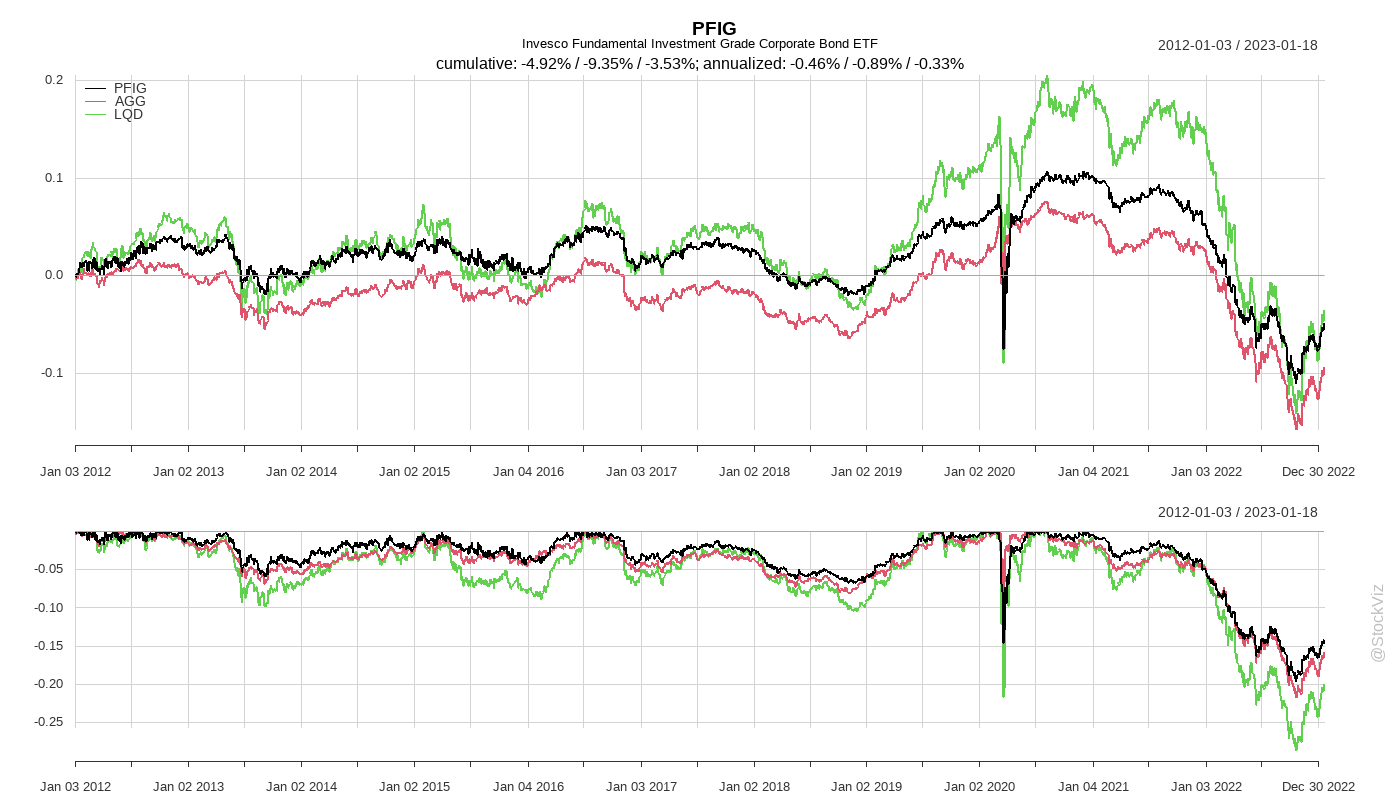 PFIG
Invesco Fundamental Investment Grade Corporate Bond ETF
2012-01-03 / 2023-01-18
cumulative: -4.92% / -9.35% / -3.53%; annualized: -0.46% / -0.89% / -0.33%
PFIG
AGG
LQD
0.2
0.1
0.0
-0.1
Jan 03 2012 Jan 02 2013 Jan 02 2014 Jan 02 2015 Jan 04 2016 Jan 03 2017 Jan 02 2018 Jan 02 2019 Jan 02 2020 Jan 04 2021 Jan 03 2022 Dec 30 2022
2012-01-03 / 2023-01-18
-0.05
-0.10
-0.15
-0.20
-0.25
Jan 03 2012 Jan 02 2013 Jan 02 2014 Jan 02 2015 Jan 04 2016 Jan 03 2017 Jan 02 2018 Jan 02 2019 Jan 02 2020 Jan 04 2021 Jan 03 2022 Dec 30 2022
@StockViz